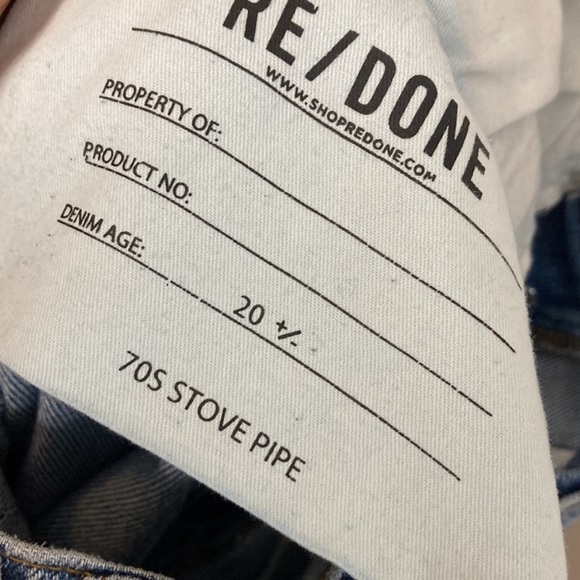 RE/DONE
WWW.SHOPREDONE.COM
PROPERTY OF:
PRODUCT NO:
DENIM AGE:
20 +/-
70S STOVE PIPE